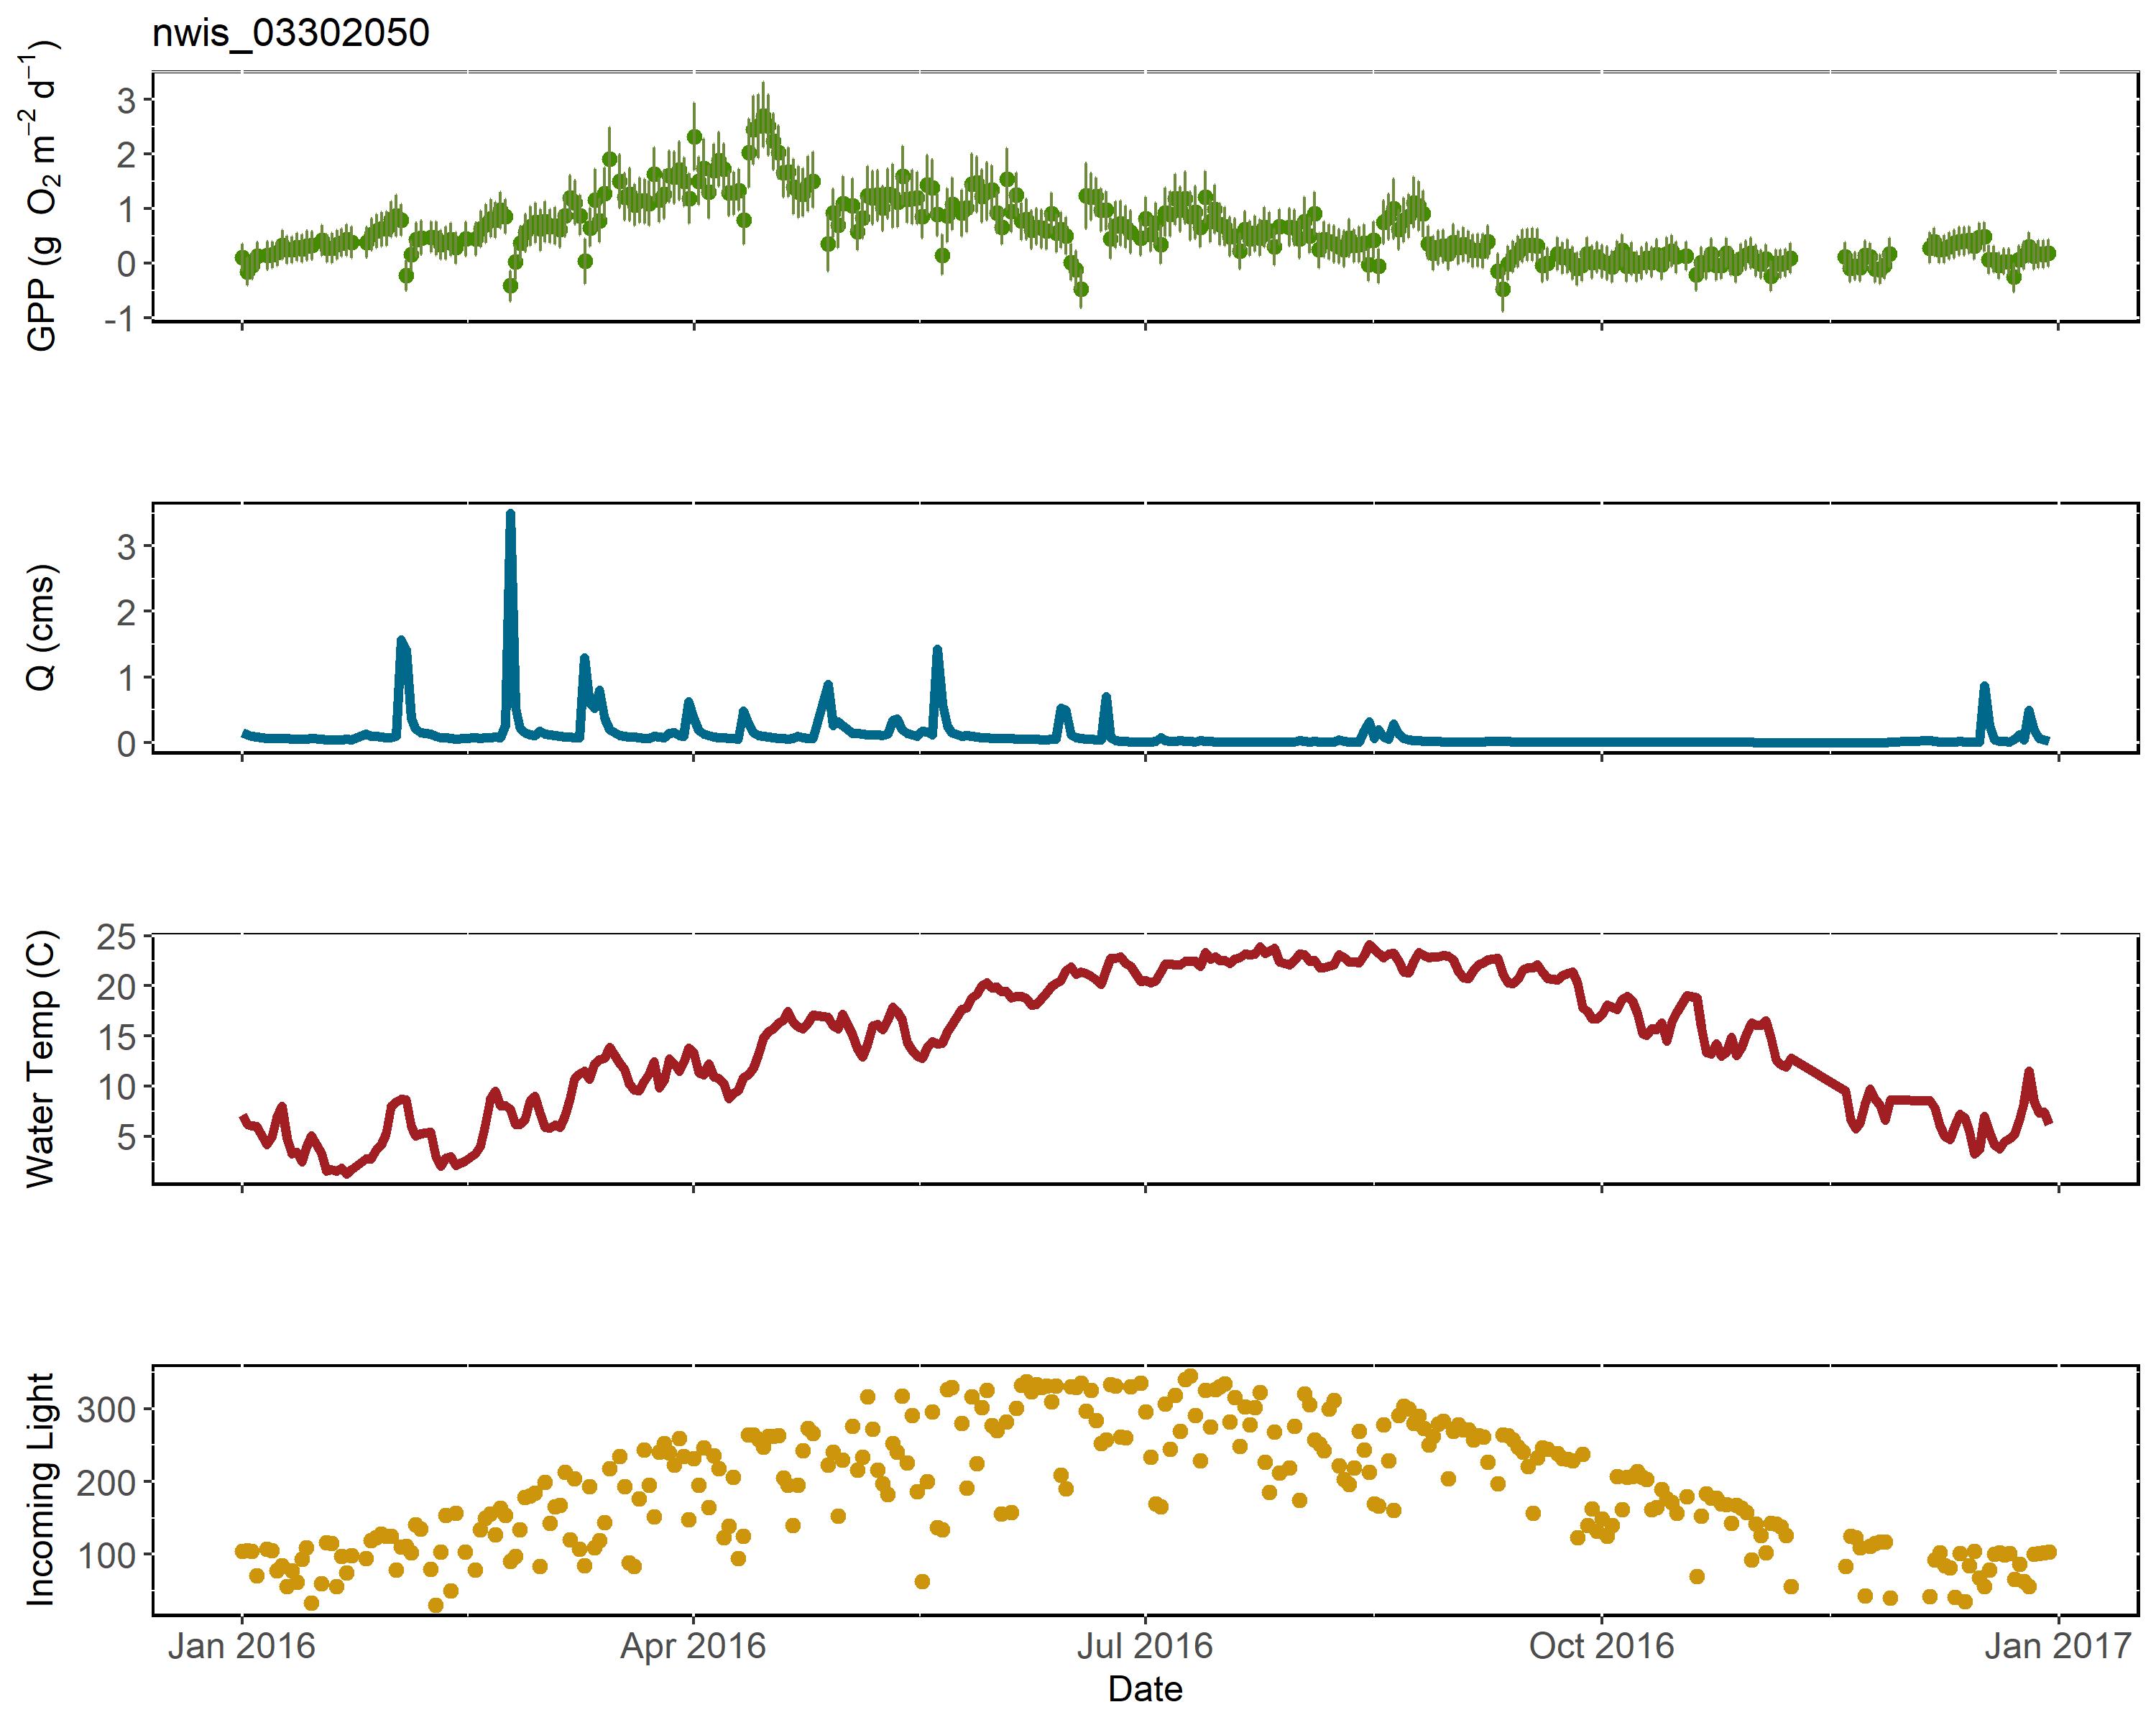 nwis_03302050
GPP (g O₂ m⁻² d⁻¹)
3
2
1
0
-1
Q (cms)
3
2
1
0
Water Temp (C)
25
20
15
10
5
Incoming Light
300
200
100
Jan 2016 Apr 2016 Jul 2016 Oct 2016 Jan 2017
Date